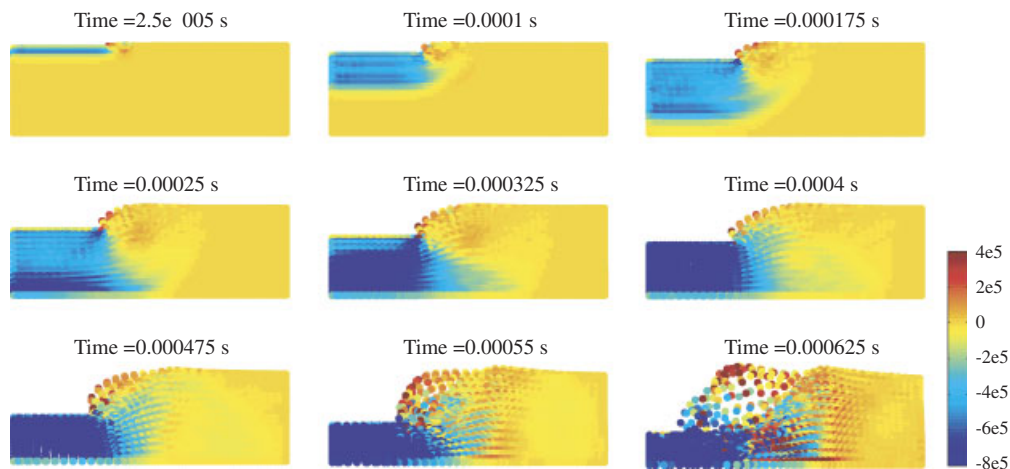 Time =2.5e 005 s
Time =0.0001 s
Time =0.000175 s
Time =0.00025 s
Time =0.000325 s
Time =0.0004 s
Time =0.000475 s
Time =0.00055 s
Time =0.000625 s
4e5
2e5
0
-2e5
-4e5
-6e5
-8e5